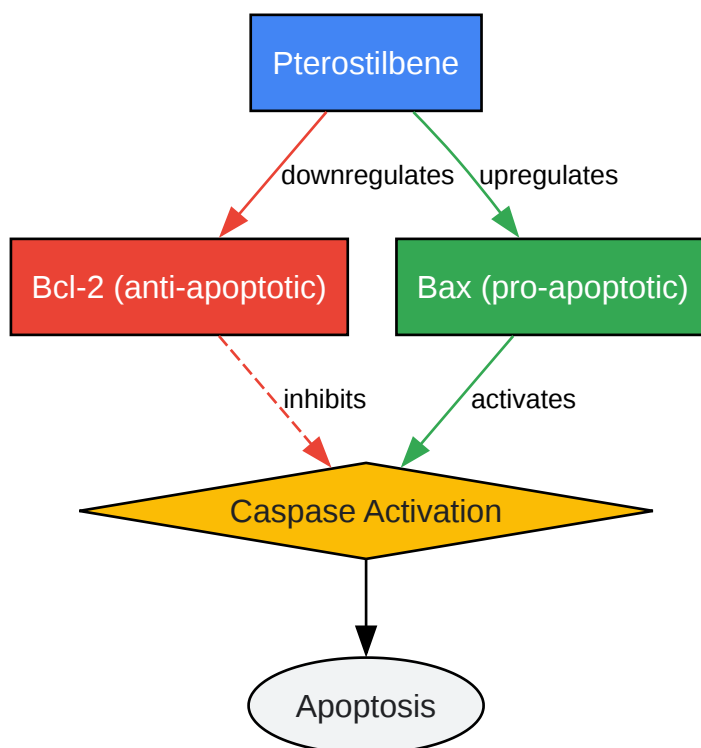 Pterostilbene
downregulates
upregulates
Bcl-2 (anti-apoptotic)
Bax (pro-apoptotic)
inhibits
activates
Caspase Activation
Apoptosis